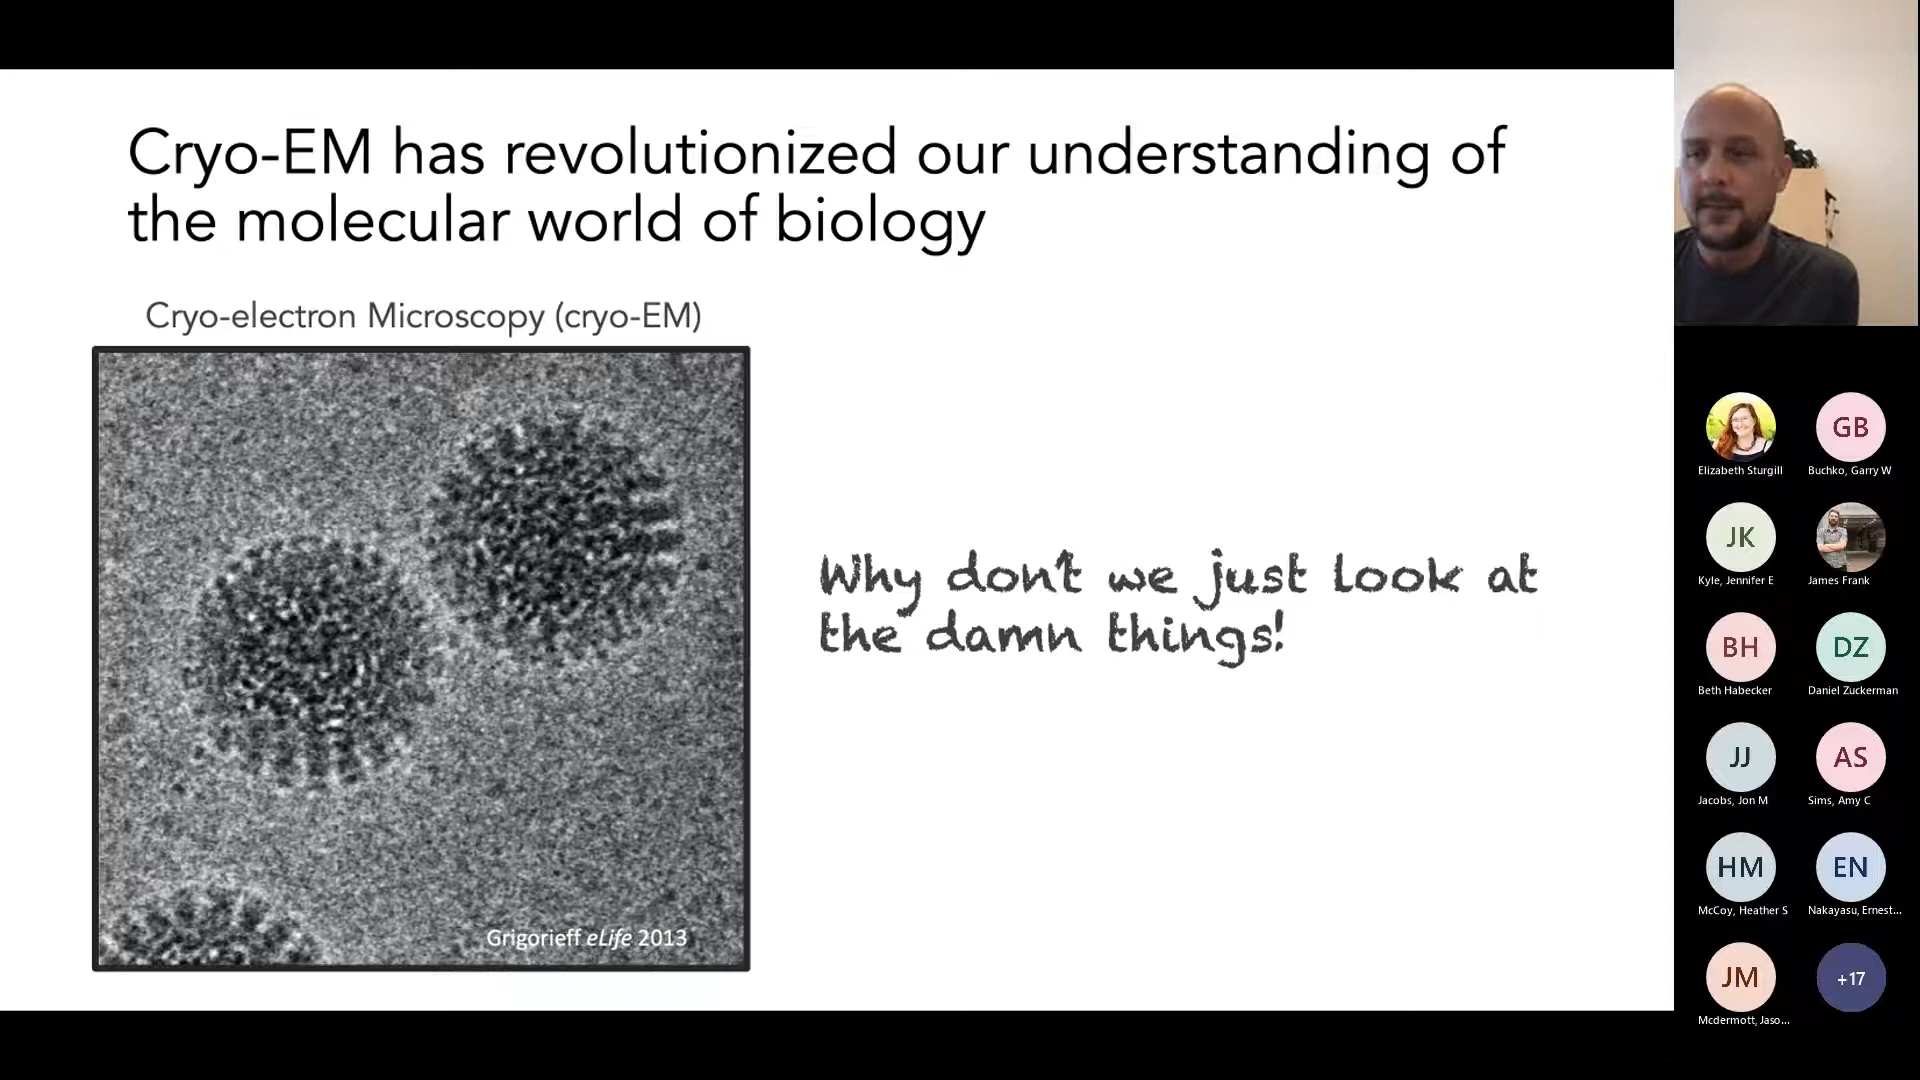 Cryo-EM has revolutionized our understanding of
the molecular world of biology
Cryo-electron Microscopy (cryo-EM)
Grigorieff eLife 2013
Why don't we just look at
the damn things!
Elizabeth Sturgill
GB
Buchko, Garry W
JK
Kyle, Jennifer E
James Frank
BH
Beth Habecker
DZ
Daniel Zuckerman
JJ
Jacobs, Jon M
AS
Sims, Amy C
HM
McCoy, Heather S
EN
Nakayasu, Ernest...
JM
Mcdermott, Jaso...
+17